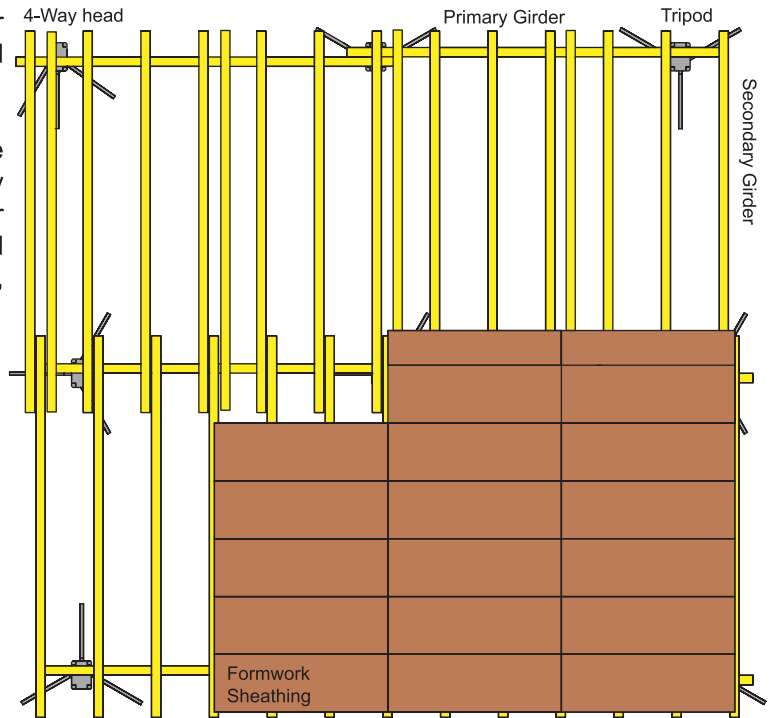 4-Way head
Primary Girder
Tripod
Secondary Girder
Formwork
Sheathing